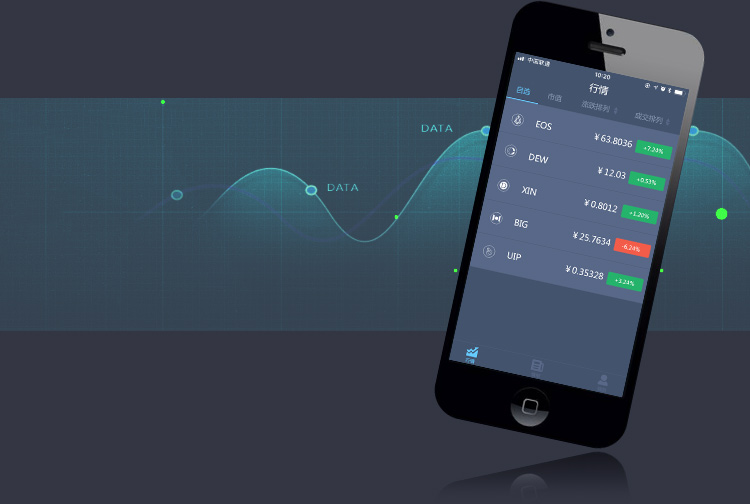 DATA
DATA
中国联通
10:20
行情
自选 市值 涨跌排列 成交排列
EOS ¥63.8036 +7.24%
DEW ¥12.03 +0.53%
XIN ¥0.8012 +1.20%
BIG ¥25.7634 -6.24%
UIP ¥0.35328 +3.24%
行情